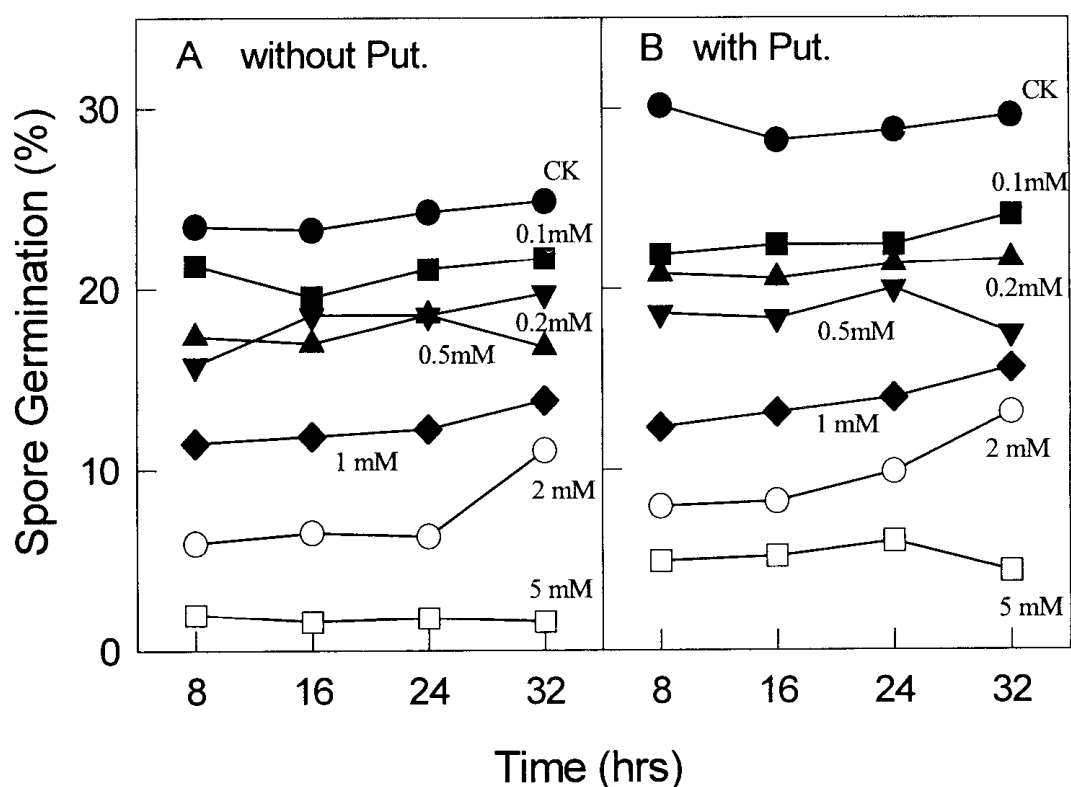 A without Put.
B with Put.
Spore Germination (%)
30
20
10
0
CK
0.1mM
0.2mM
0.5mM
1 mM
2 mM
5 mM
CK
0.1mM
0.2mM
0.5mM
1 mM
2 mM
5 mM
8 16 24 32
8 16 24 32
Time (hrs)